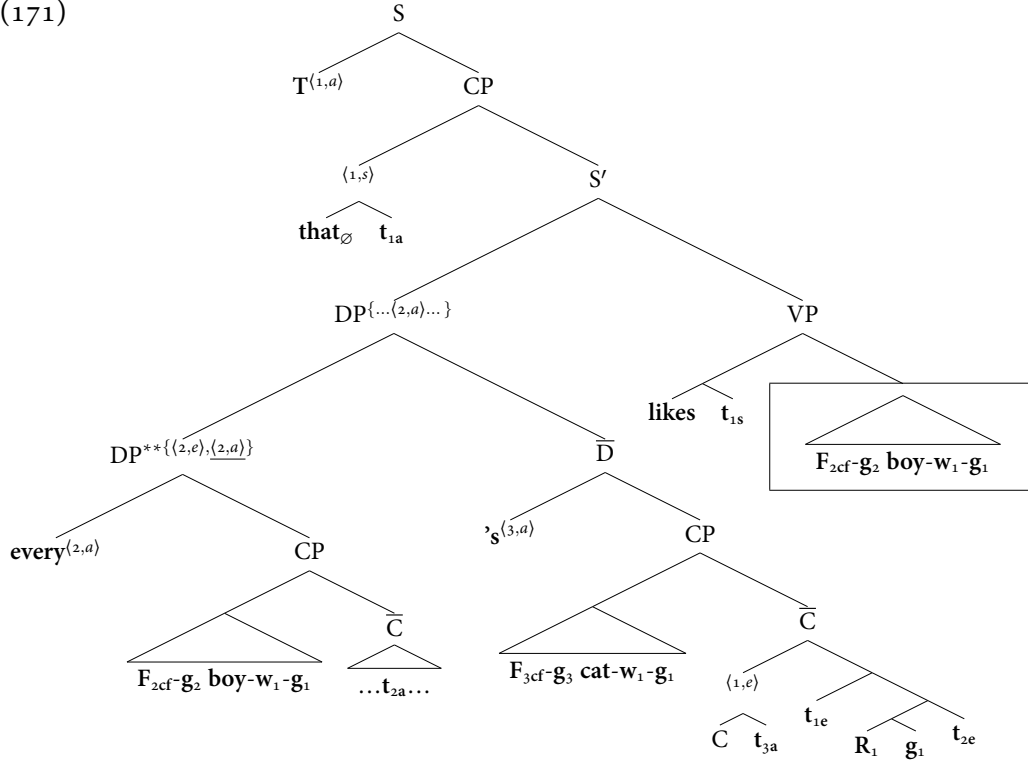 (171)
S
T⟨1,a⟩ CP
⟨1,s⟩ S′
that∅ t1a
DP{…⟨2,a⟩…} VP
likes t1s
F2cf-g2 boy-w1-g1
DP**{⟨2,e⟩,⟨2,a⟩} D̅
every⟨2,a⟩ CP ’s⟨3,a⟩ CP
F2cf-g2 boy-w1-g1 C̅ F3cf-g3 cat-w1-g1 C̅
…t2a…
⟨1,e⟩
C t3a t1e
R1 g1 t2e